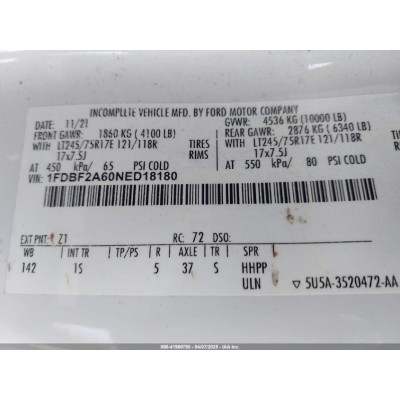 INCOMPLETE VEHICLE MFD. BY FORD MOTOR COMPANY
DATE: 11/21 GVWR: 4536 KG (10000 LB)
FRONT GAWR: 1860 KG (4100 LB) REAR GAWR: 2876 KG (6340 LB)
WITH LT245/75R17E 121/118R TIRES WITH LT245/75R17E 121/118R
17x7.5J RIMS 17x7.5J
AT 450 kPa/ 65 PSI COLD AT 550 kPa/ 80 PSI COLD
VIN: 1FDBF2A60NED18180
EXT PNT: Z1 RC: 72 DSO:
WB INT TR TP/PS R AXLE TR SPR
142 1S 5 37 S HHPP
ULN ▽ 5U5A-3520472-AA